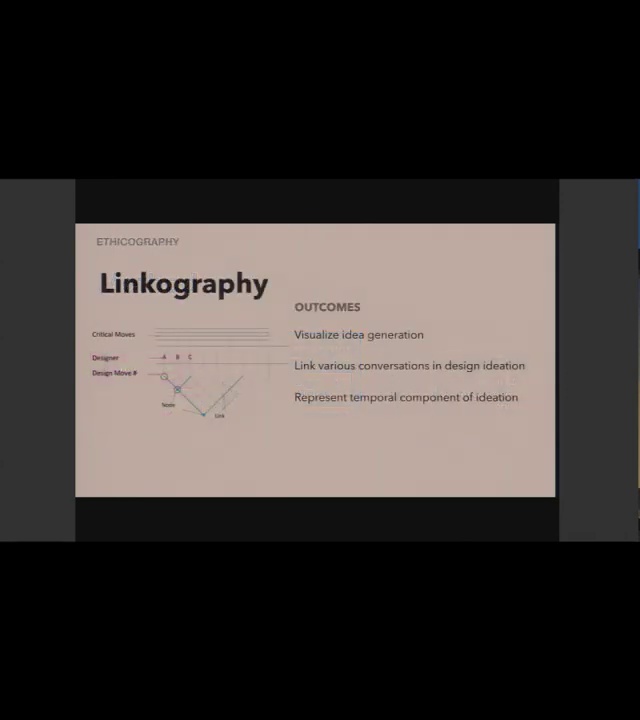 ETHICOGRAPHY
Linkography
OUTCOMES
Critical Moves
Visualize idea generation
Designer
A B C
Link various conversations in design ideation
Design Move #
Represent temporal component of ideation
Node
Link